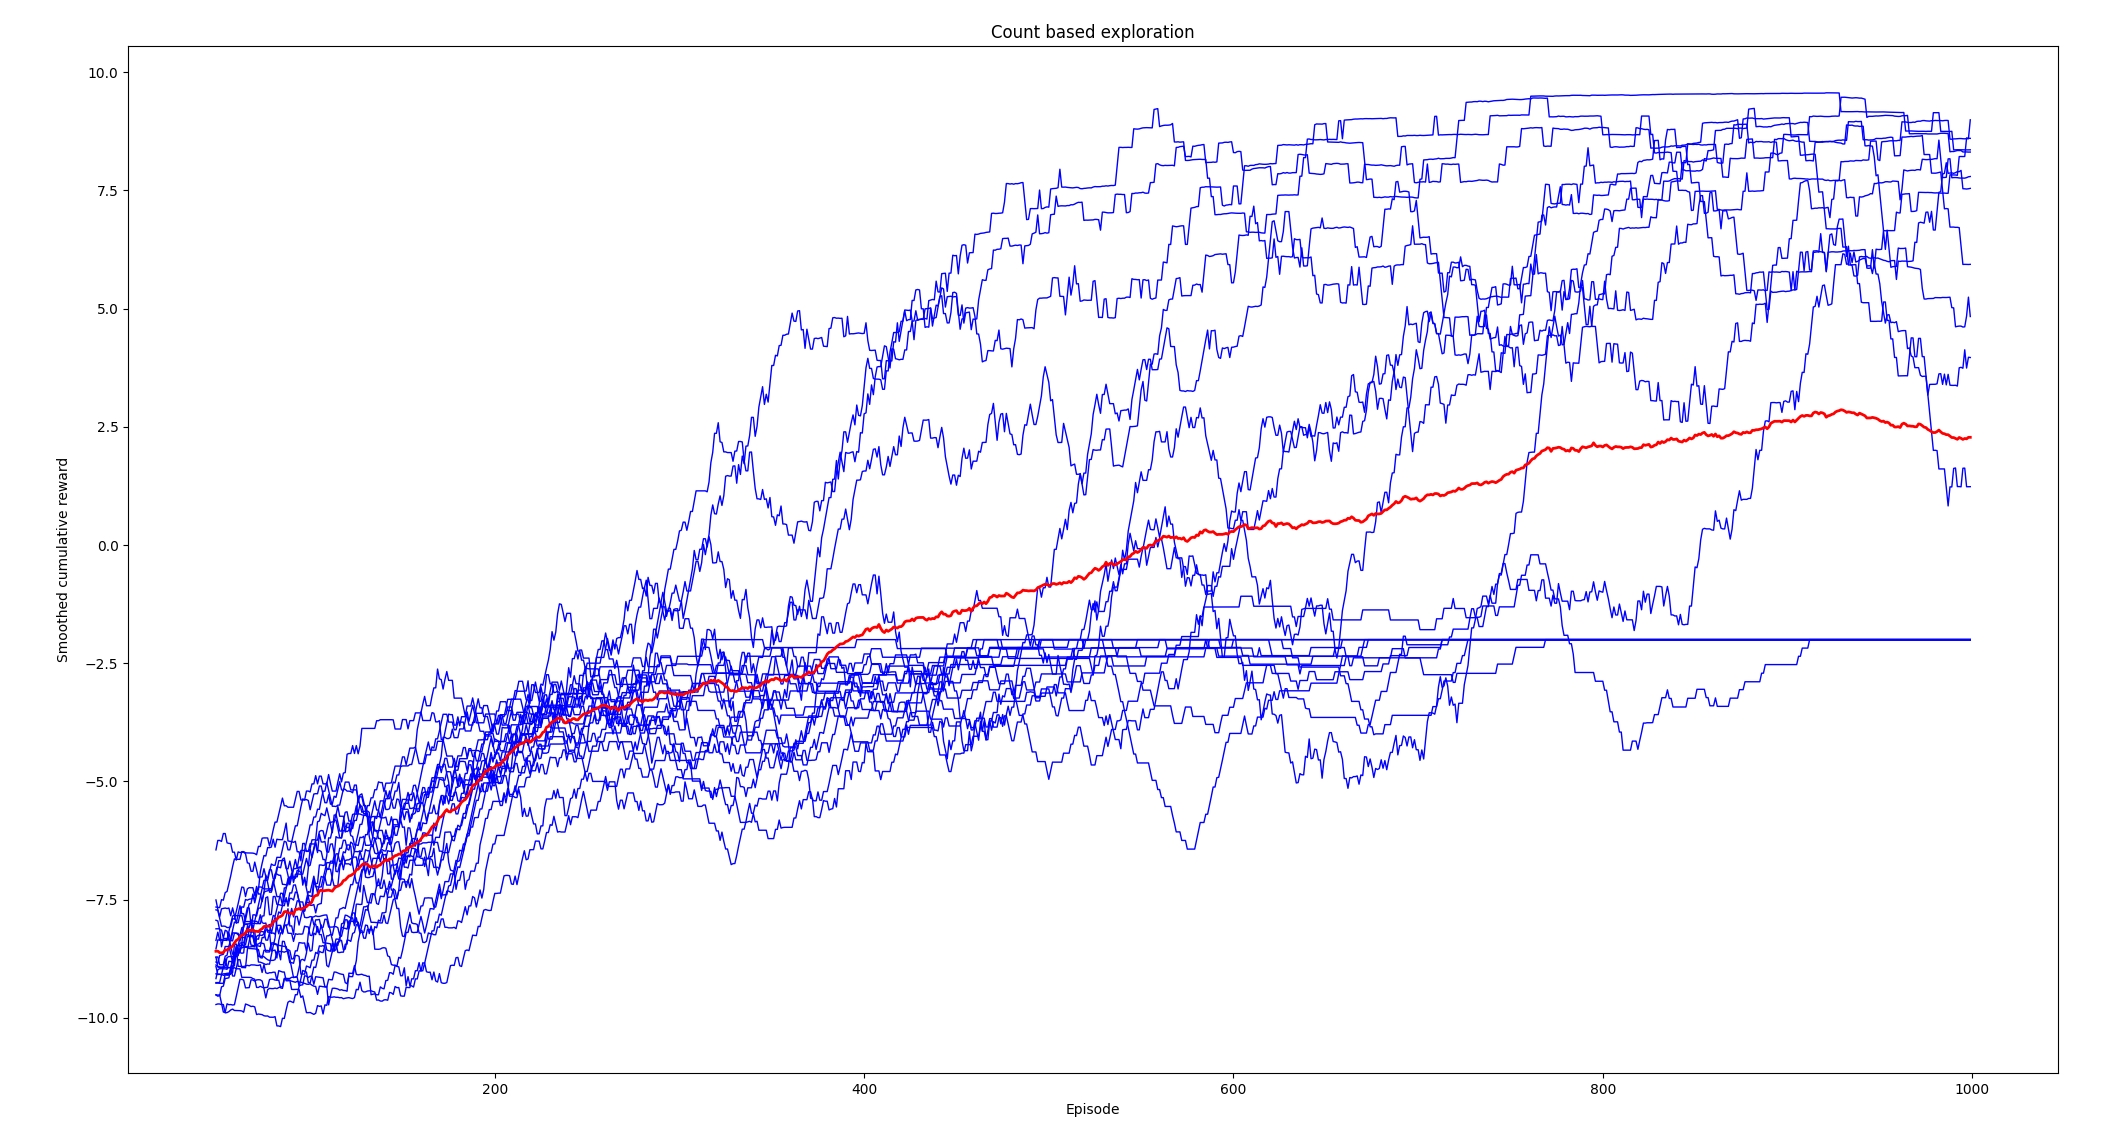 Count based exploration
Smoothed cumulative reward
10.0
7.5
5.0
2.5
0.0
−2.5
−5.0
−7.5
−10.0
200 400 600 800 1000
Episode